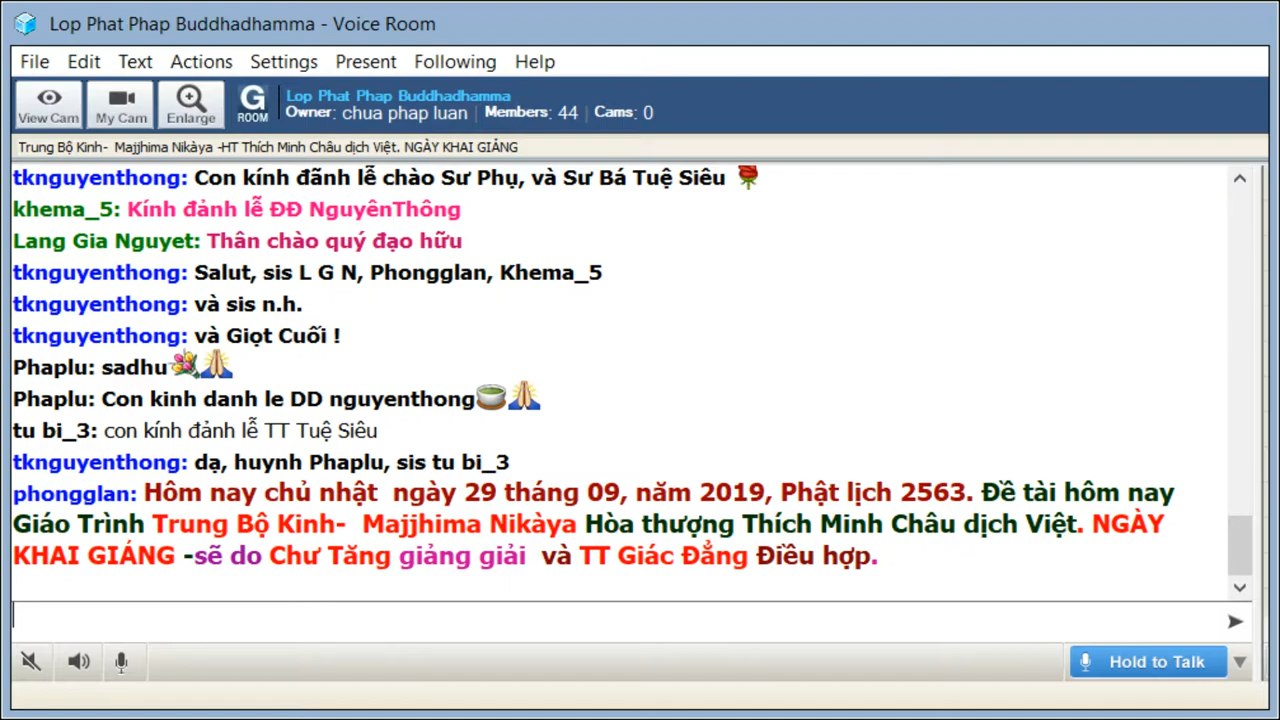 Lop Phat Phap Buddhadhamma - Voice Room
File Edit Text Actions Settings Present Following Help
View Cam My Cam Enlarge G ROOM Lop Phat Phap Buddhadhamma
Owner: chua phap luan | Members: 44 | Cams: 0
Trung Bộ Kinh- Majjhima Nikàya -HT Thích Minh Châu dịch Việt. NGÀY KHAI GIẢNG
tknguyenthong: Con kính đãnh lễ chào Sư Phụ, và Sư Bá Tuệ Siêu
khema_5: Kính đảnh lễ ĐĐ NguyênThông
Lang Gia Nguyet: Thân chào quý đạo hữu
tknguyenthong: Salut, sis L G N, Phongglan, Khema_5
tknguyenthong: và sis n.h.
tknguyenthong: và Giọt Cuối !
Phaplu: sadhu
Phaplu: Con kinh danh le DD nguyenthong
tu bi_3: con kính đảnh lễ TT Tuệ Siêu
tknguyenthong: dạ, huynh Phaplu, sis tu bi_3
phongglan: Hôm nay chủ nhật ngày 29 tháng 09, năm 2019, Phật lịch 2563. Đề tài hôm nay
Giáo Trình Trung Bộ Kinh- Majjhima Nikàya Hòa thượng Thích Minh Châu dịch Việt. NGÀY
KHAI GIÁNG -sẽ do Chư Tăng giảng giải và TT Giác Đẳng Điều hợp.
Hold to Talk